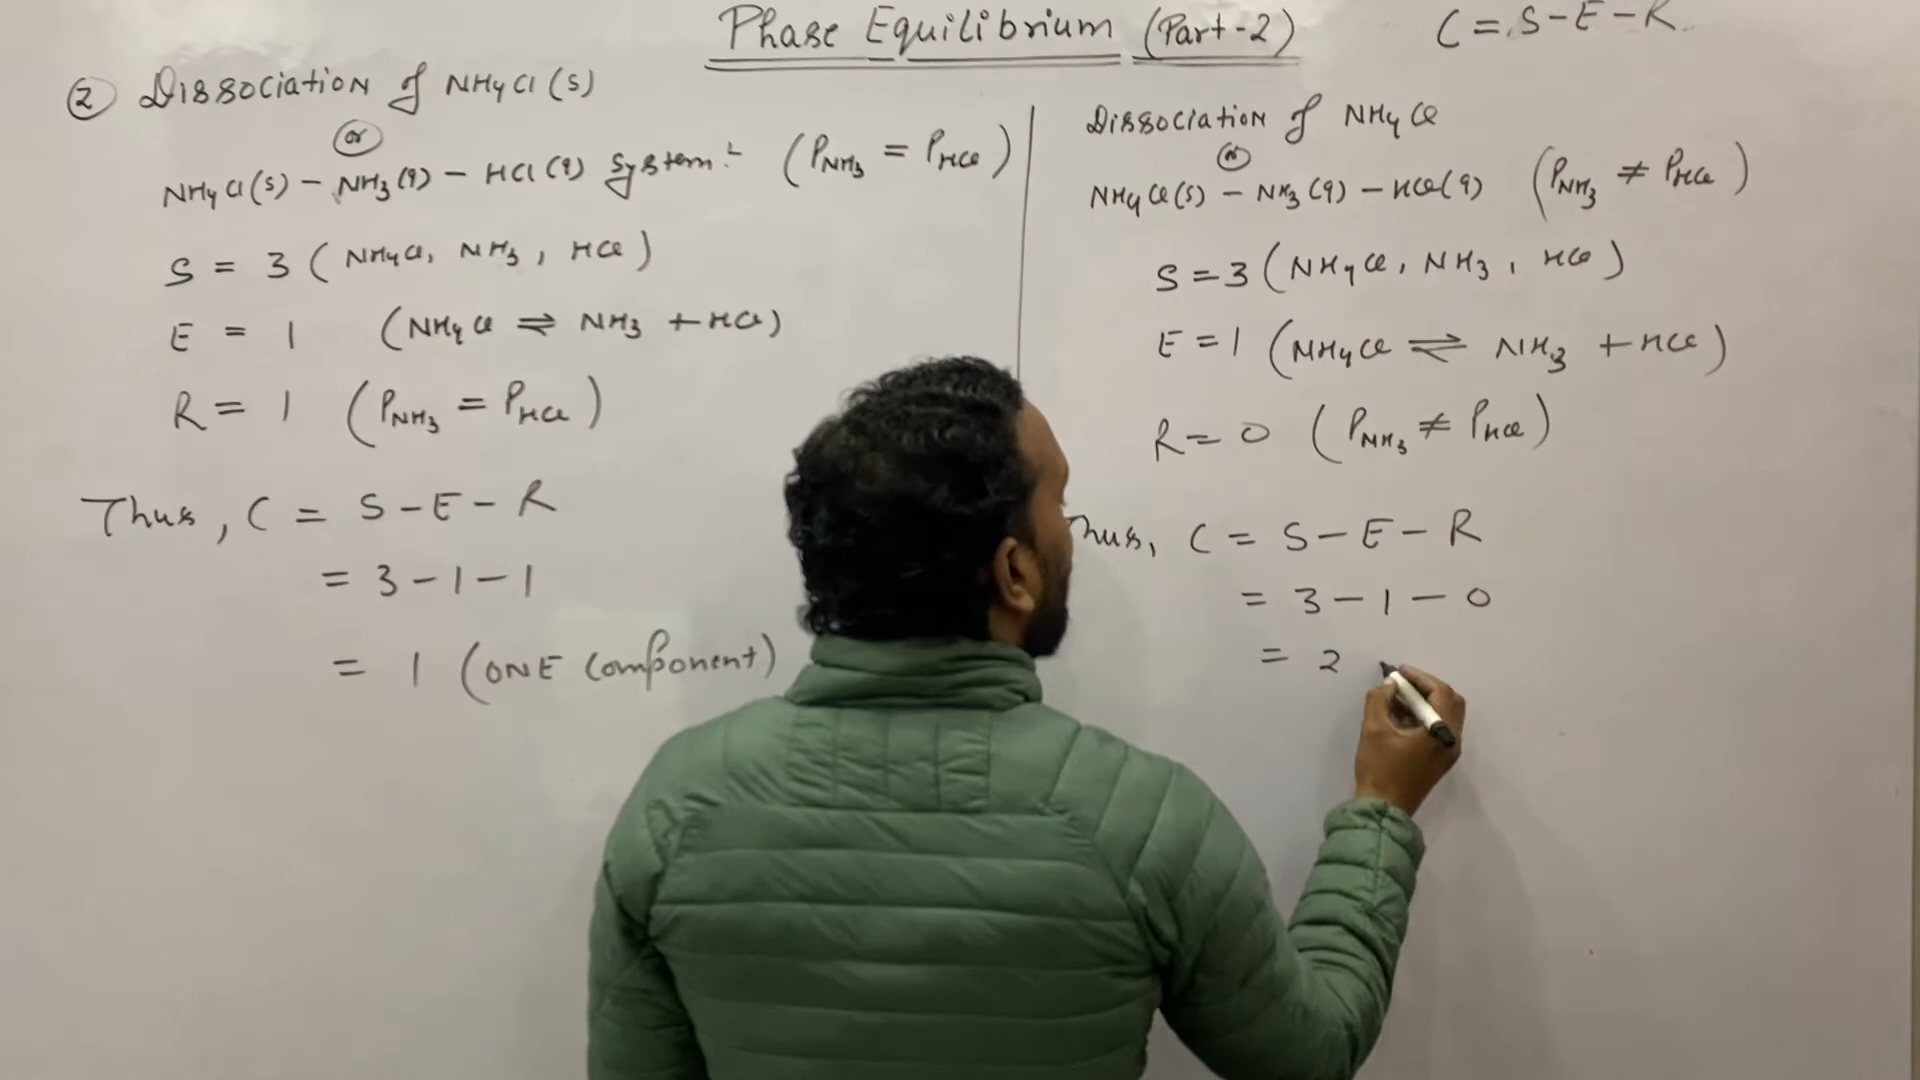 Phase Equilibrium (Part-2)
C = S - E - R
② Dissociation of NH4Cl (s)
or
NH4Cl(s) - NH3(g) - HCl(g) System :- (PNH3 = PHCl)
S = 3 (NH4Cl, NH3, HCl)
E = 1 (NH4Cl ⇌ NH3 + HCl)
R = 1 (PNH3 = PHCl)
Thus, C = S - E - R
= 3 - 1 - 1
= 1 (ONE Component)
Dissociation of NH4Cl
or
NH4Cl(s) - NH3(g) - HCl(g) (PNH3 ≠ PHCl)
S = 3 (NH4Cl, NH3, HCl)
E = 1 (NH4Cl ⇌ NH3 + HCl)
R = 0 (PNH3 ≠ PHCl)
Thus, C = S - E - R
= 3 - 1 - 0
= 2